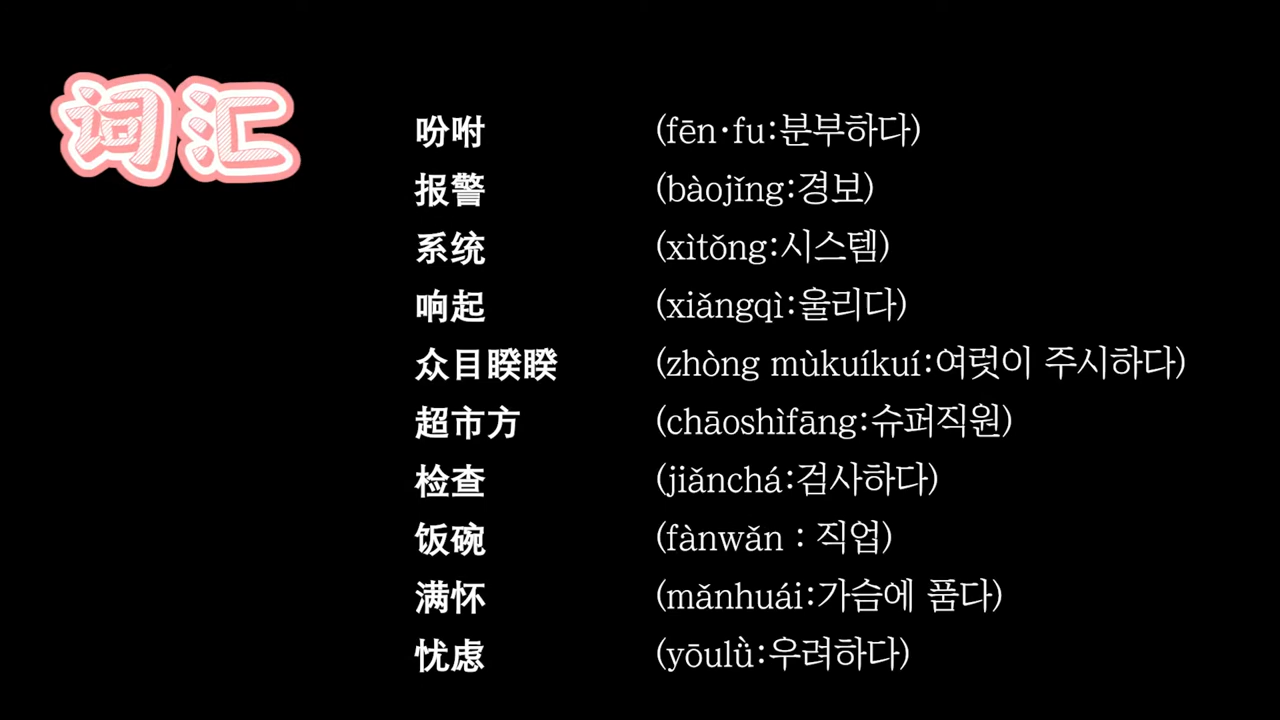 词汇
吩咐 (fēn·fu:분부하다)
报警 (bàojǐng:경보)
系统 (xìtǒng:시스템)
响起 (xiǎngqì:울리다)
众目睽睽 (zhòng mùkuíkuí:여럿이 주시하다)
超市方 (chāoshìfāng:슈퍼직원)
检查 (jiǎnchá:검사하다)
饭碗 (fànwǎn : 직업)
满怀 (mǎnhuái:가슴에 품다)
忧虑 (yōulǜ:우려하다)